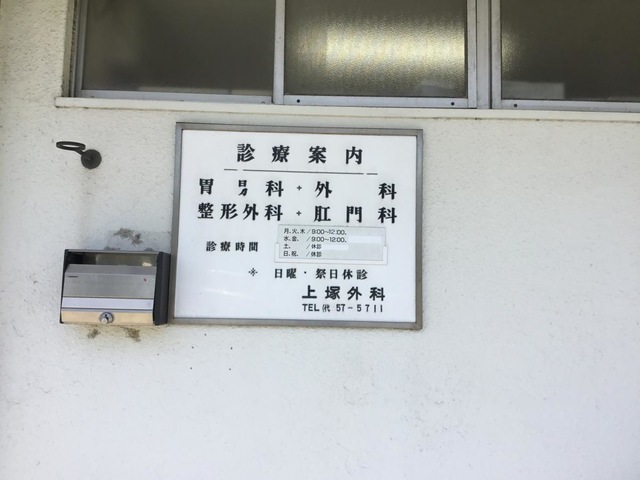 診療案内
胃易科+外科
整形外科+肛門科
診療時間
月、火、木/9:00~12:00、
水、金、/9:00~12:00、
土、/休診
日、祝、/休診
※ 日曜・祭日休診
上塚外科
TEL(代) 57-5711